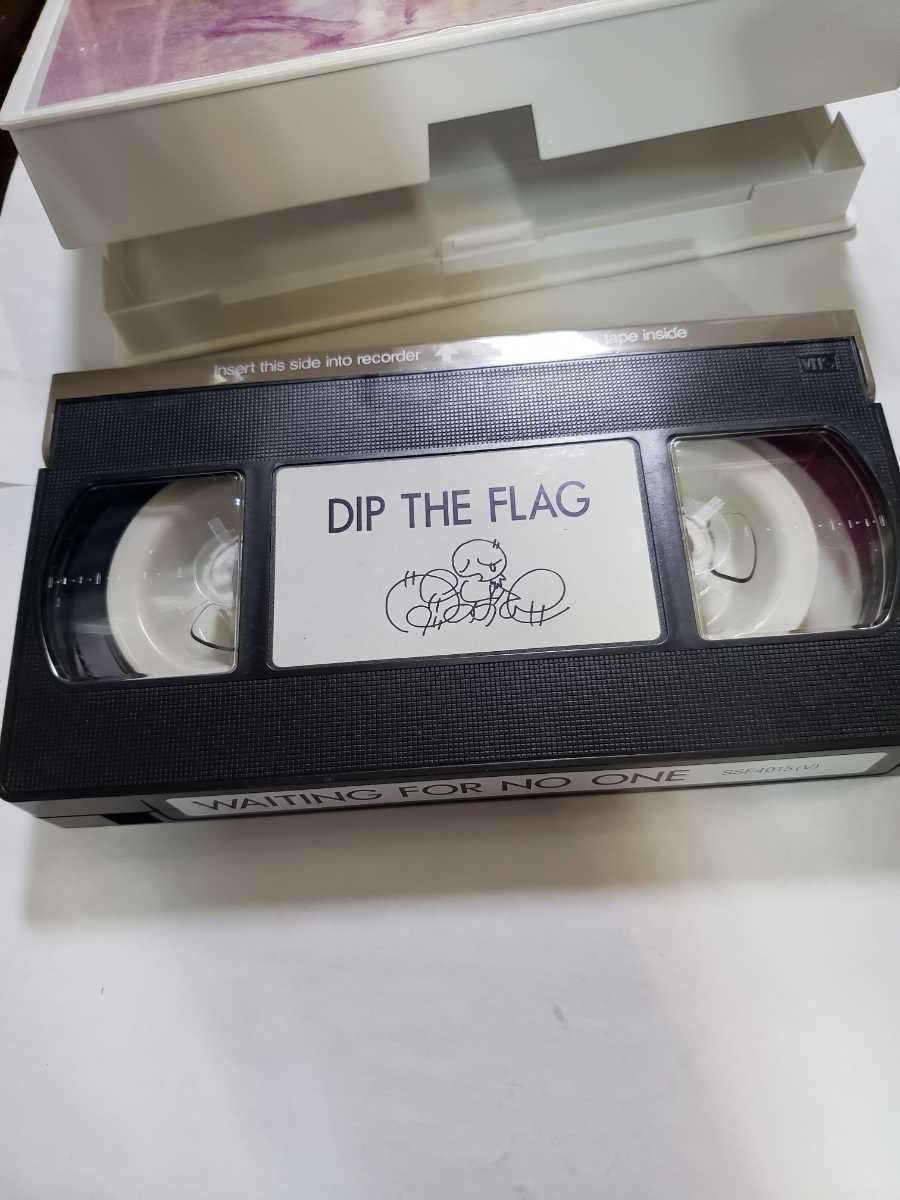 Insert this side into recorder tape inside
VHS
DIP THE FLAG
WAITING FOR NO ONE SSE4015(V)